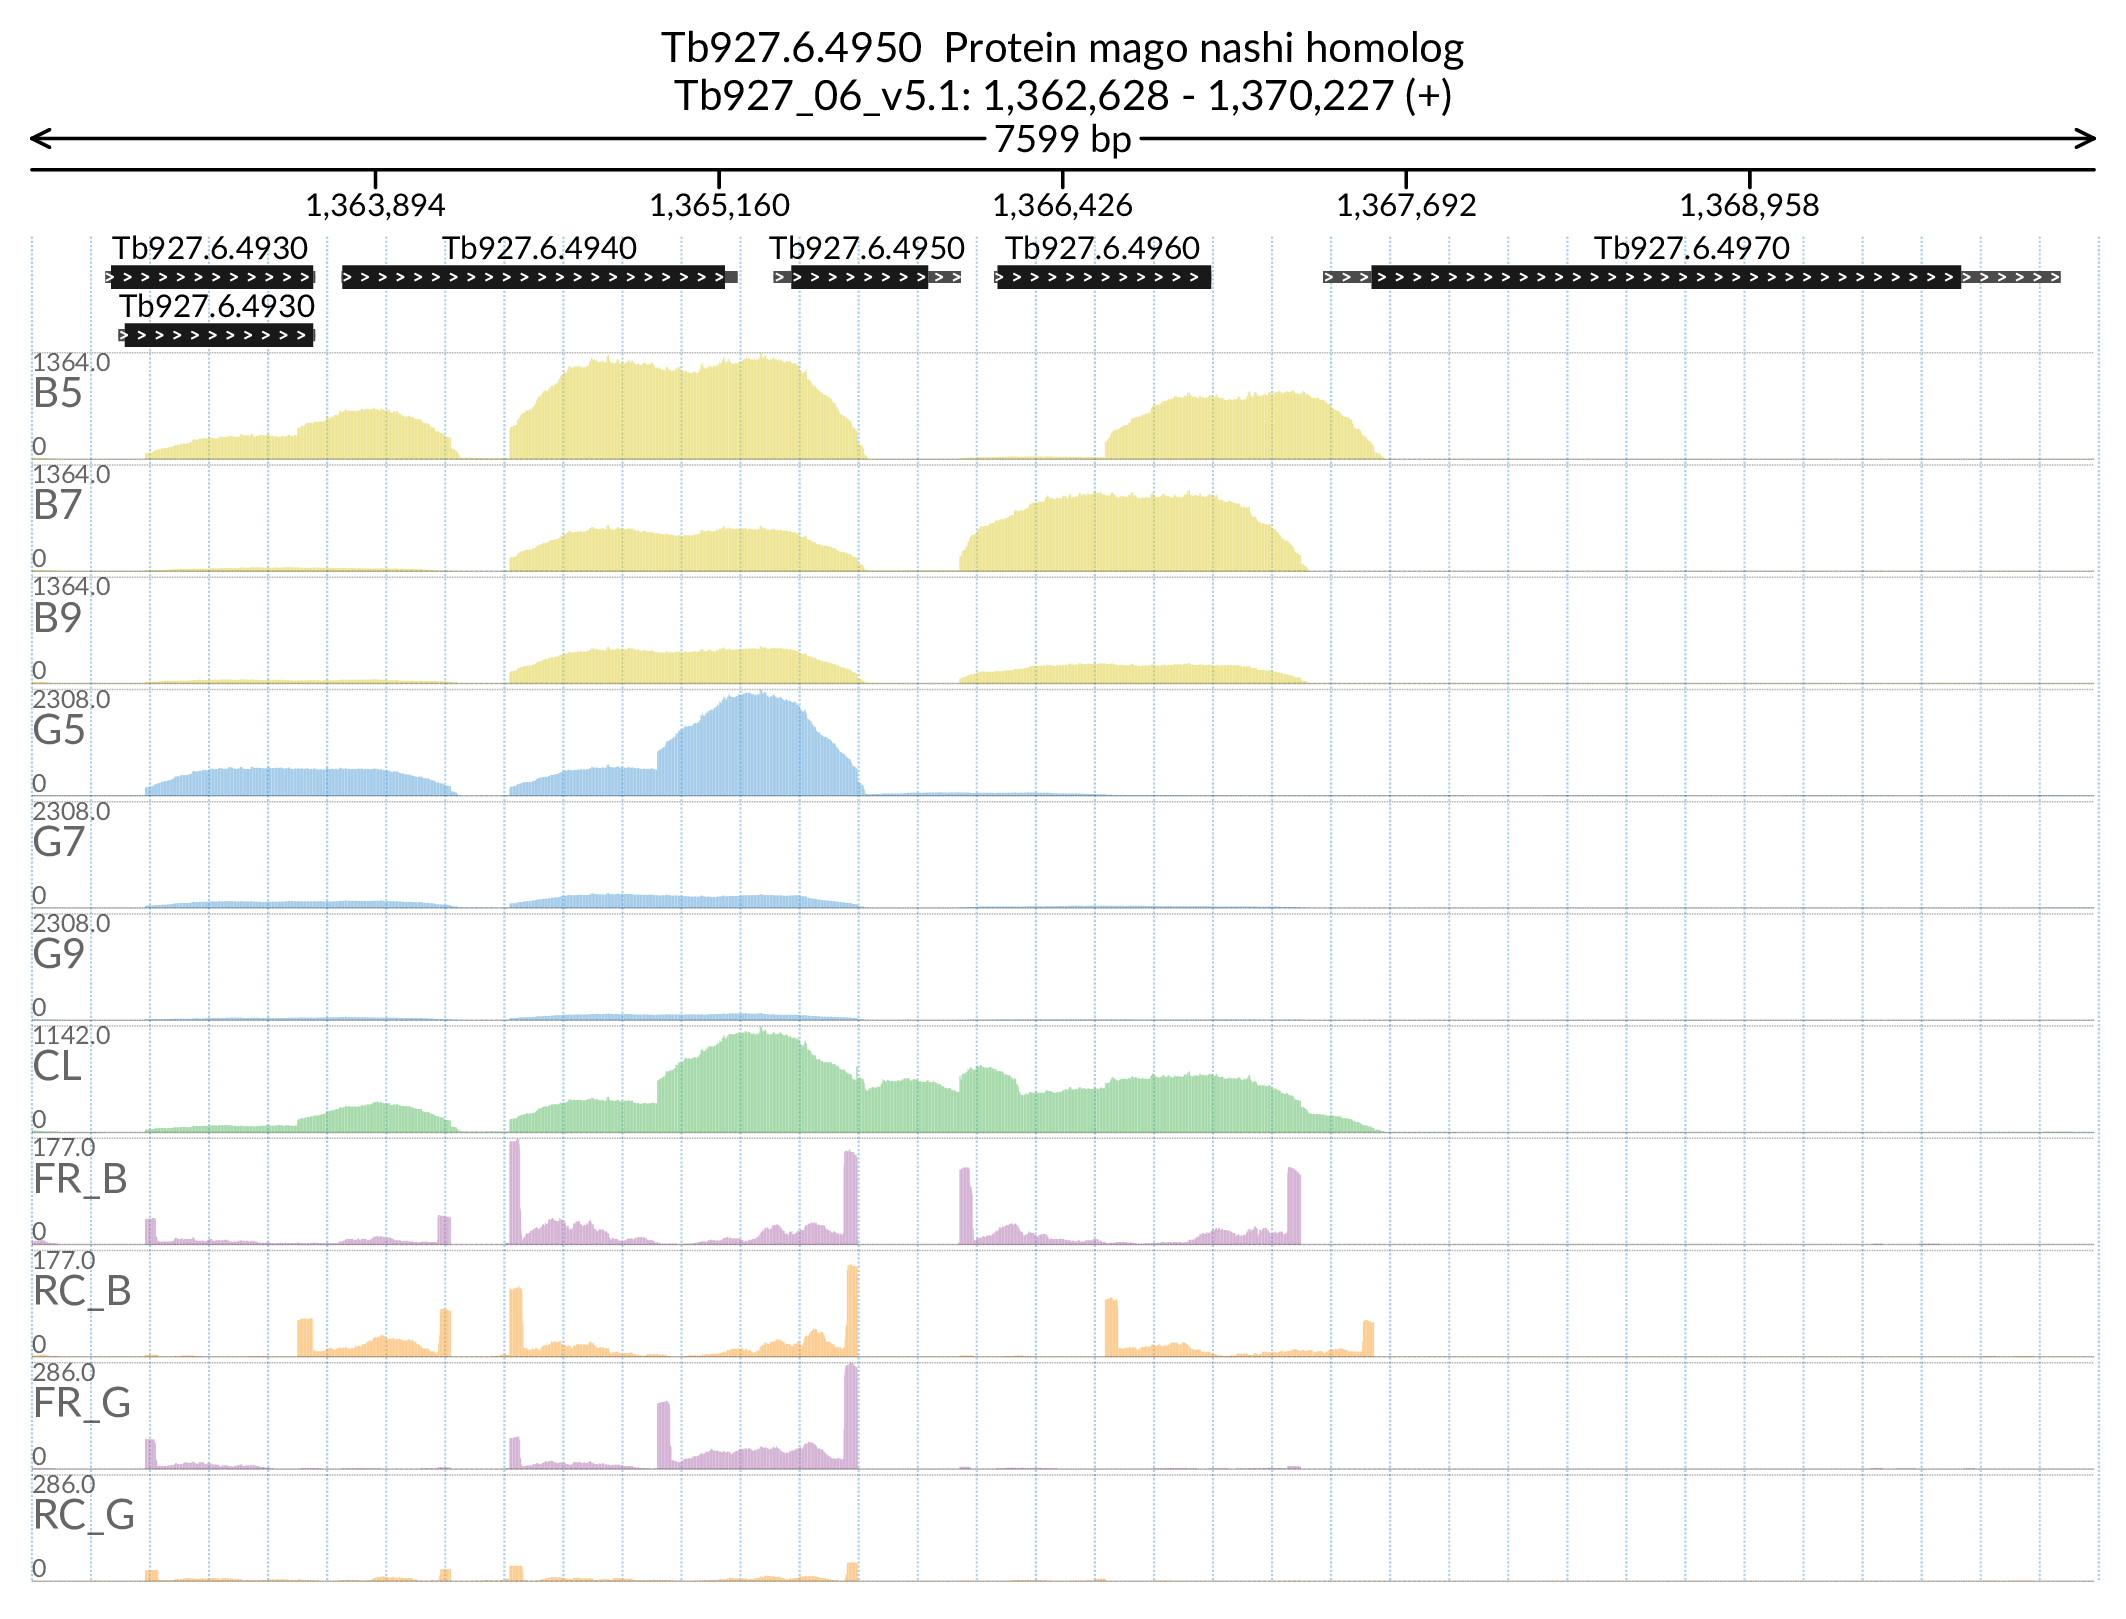 Tb927.6.4950  Protein mago nashi homolog
Tb927_06_v5.1: 1,362,628 - 1,370,227 (+)
7599 bp
1,363,894 1,365,160 1,366,426 1,367,692 1,368,958
Tb927.6.4930 Tb927.6.4940 Tb927.6.4950 Tb927.6.4960 Tb927.6.4970
Tb927.6.4930
1364.0
B5
0
1364.0
B7
0
1364.0
B9
0
2308.0
G5
0
2308.0
G7
0
2308.0
G9
0
1142.0
CL
0
177.0
FR_B
0
177.0
RC_B
0
286.0
FR_G
0
286.0
RC_G
0